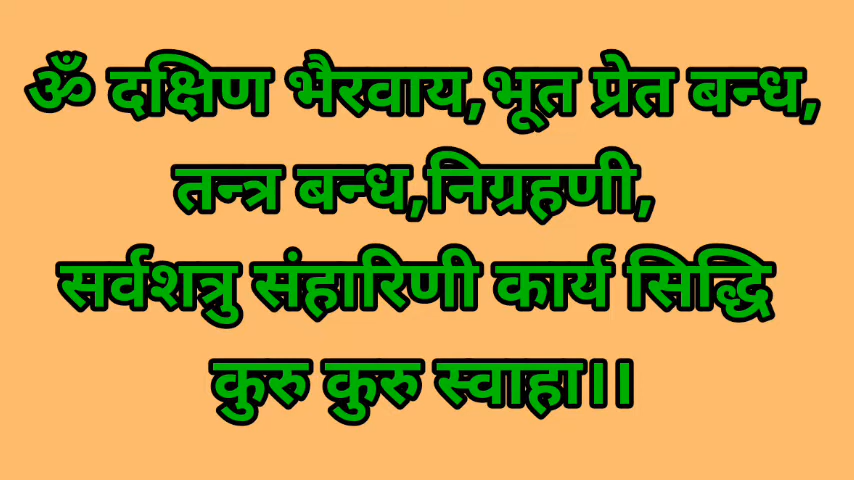 ॐ दक्षिण भैरवाय,भूत प्रेत बन्ध,
तन्त्र बन्ध,निग्रहणी,
सर्वशत्रु संहारिणी कार्य सिद्धि
कुरु कुरु स्वाहा।।